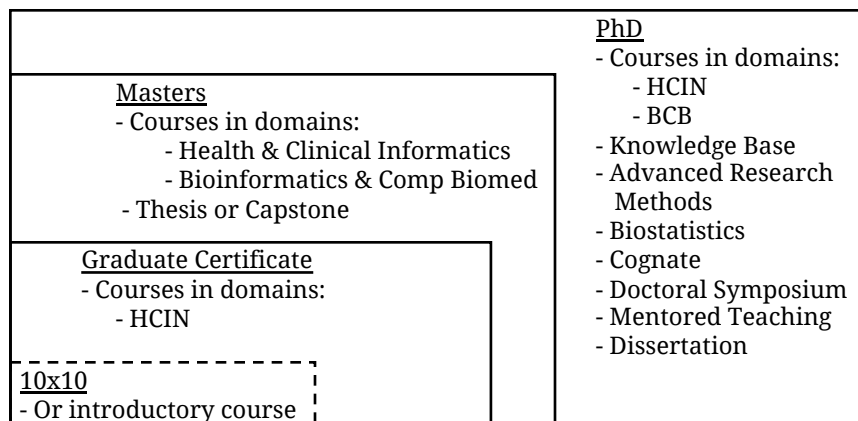 PhD
- Courses in domains:
- HCIN
- BCB
- Knowledge Base
- Advanced Research
Methods
- Biostatistics
- Cognate
- Doctoral Symposium
- Mentored Teaching
- Dissertation
Masters
- Courses in domains:
- Health & Clinical Informatics
- Bioinformatics & Comp Biomed
- Thesis or Capstone
Graduate Certificate
- Courses in domains:
- HCIN
10x10
- Or introductory course